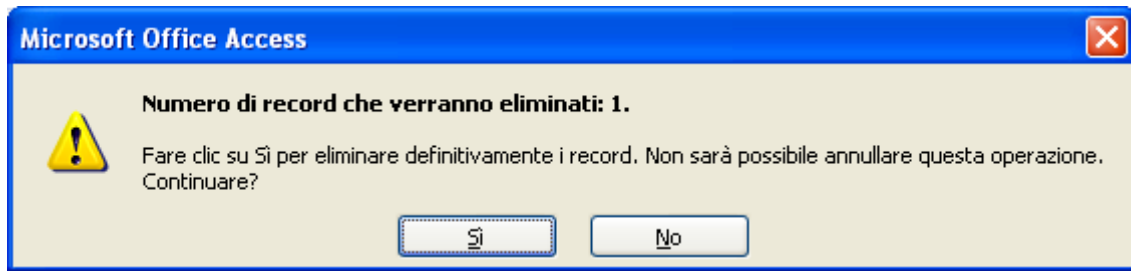 Microsoft Office Access
Numero di record che verranno eliminati: 1.
Fare clic su Sì per eliminare definitivamente i record. Non sarà possibile annullare questa operazione.
Continuare?
Sì
No